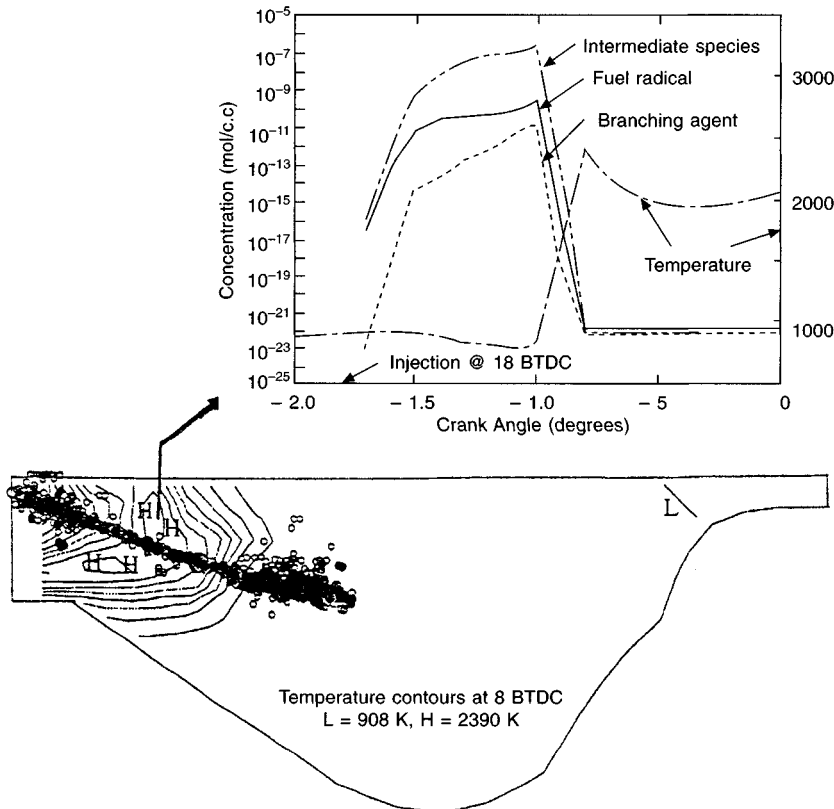 10⁻⁵
10⁻⁷
10⁻⁹
10⁻¹¹
10⁻¹³
10⁻¹⁵
10⁻¹⁷
10⁻¹⁹
10⁻²¹
10⁻²³
10⁻²⁵
Concentration (mol/c.c)
Intermediate species
Fuel radical
Branching agent
Temperature
Injection @ 18 BTDC
3000
2000
1000
- 2.0
- 1.5
- 1.0
- 5
0
Crank Angle (degrees)
H
H
H H
L
Temperature contours at 8 BTDC
L = 908 K, H = 2390 K